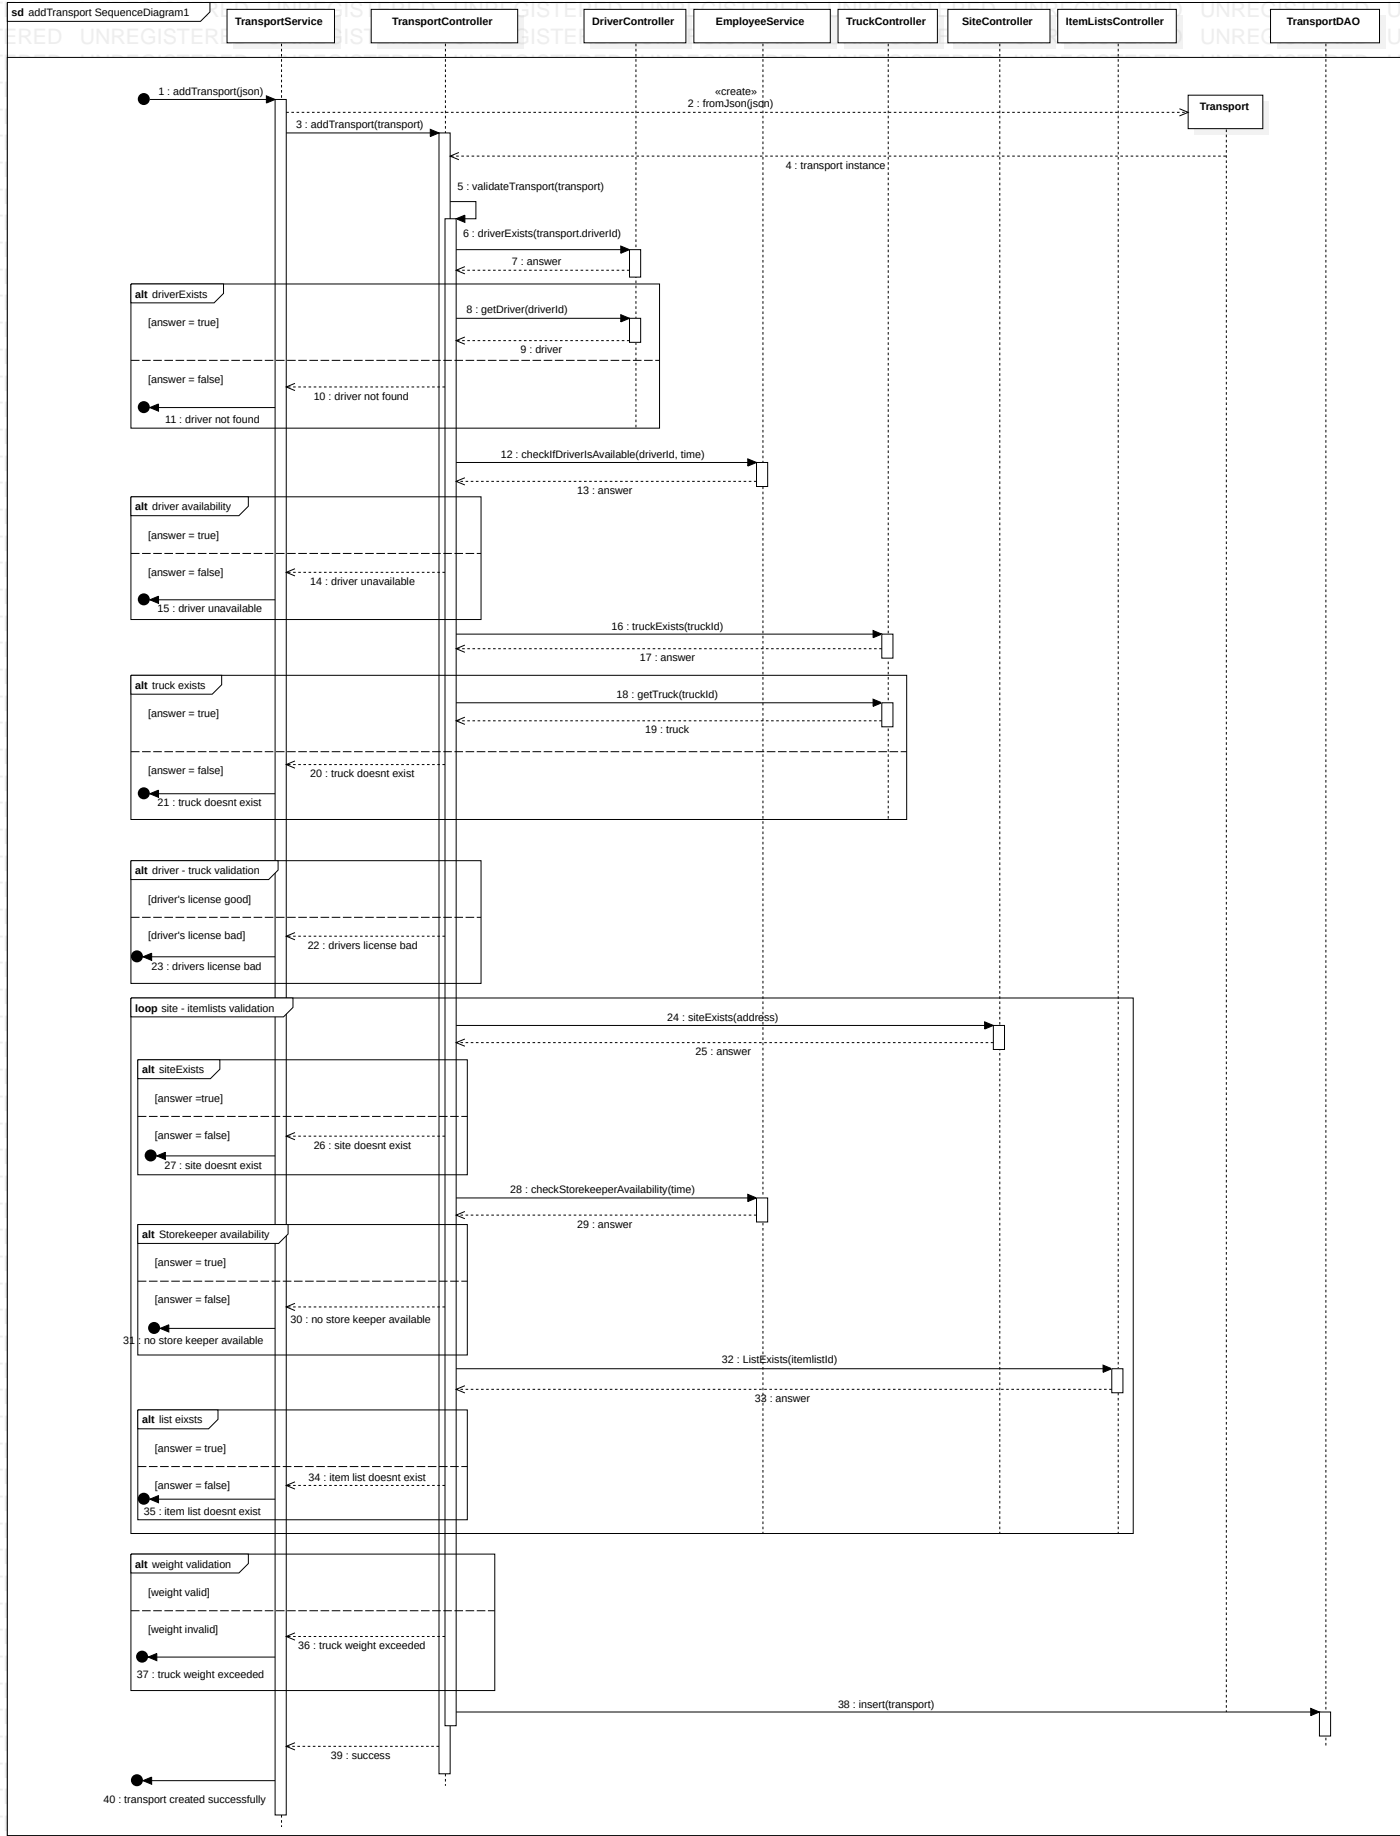 sd addTransport SequenceDiagram1
UNREGISTERED
TransportService
TransportController
DriverController
EmployeeService
TruckController
SiteController
ItemListsController
TransportDAO
1 : addTransport(json)
«create»
2 : fromJson(json)
Transport
3 : addTransport(transport)
4 : transport instance
5 : validateTransport(transport)
6 : driverExists(transport.driverId)
7 : answer
alt driverExists
8 : getDriver(driverId)
[answer = true]
9 : driver
[answer = false]
10 : driver not found
11 : driver not found
12 : checkIfDriverIsAvailable(driverId, time)
13 : answer
alt driver availability
[answer = true]
[answer = false]
14 : driver unavailable
15 : driver unavailable
16 : truckExists(truckId)
17 : answer
alt truck exists
18 : getTruck(truckId)
[answer = true]
19 : truck
[answer = false]
20 : truck doesnt exist
21 : truck doesnt exist
alt driver - truck validation
[driver's license good]
[driver's license bad]
22 : drivers license bad
23 : drivers license bad
loop site - itemlists validation
24 : siteExists(address)
25 : answer
alt siteExists
[answer =true]
[answer = false]
26 : site doesnt exist
27 : site doesnt exist
28 : checkStorekeeperAvailability(time)
29 : answer
alt Storekeeper availability
[answer = true]
[answer = false]
30 : no store keeper available
31 : no store keeper available
32 : ListExists(itemlistId)
33 : answer
alt list eixsts
[answer = true]
34 : item list doesnt exist
[answer = false]
35 : item list doesnt exist
alt weight validation
[weight valid]
[weight invalid]
36 : truck weight exceeded
37 : truck weight exceeded
38 : insert(transport)
39 : success
40 : transport created successfully